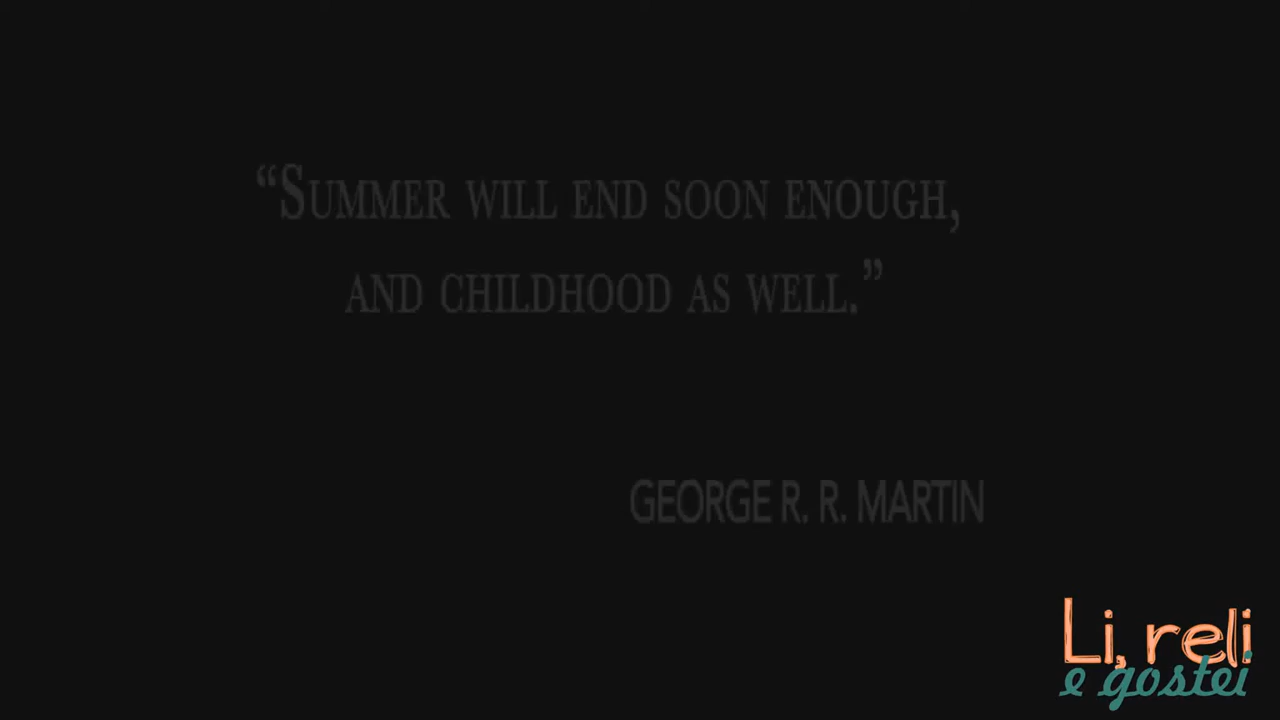 “Summer will end soon enough,
and childhood as well.”
GEORGE R. R. MARTIN
Li, reli
e gostei